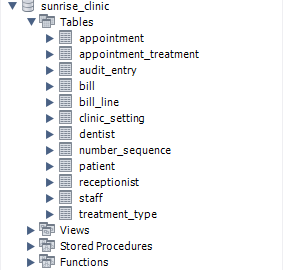 sunrise_clinic
Tables
appointment
appointment_treatment
audit_entry
bill
bill_line
clinic_setting
dentist
number_sequence
patient
receptionist
staff
treatment_type
Views
Stored Procedures
Functions